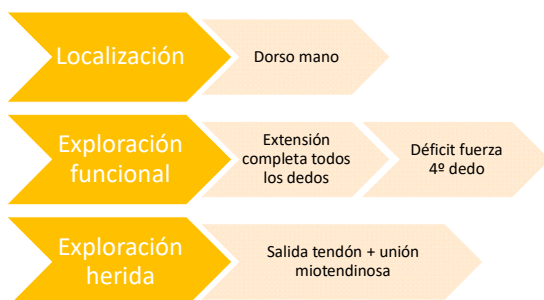 Localización
Dorso mano
Exploración
funcional
Extensión
completa todos
los dedos
Déficit fuerza
4º dedo
Exploración
herida
Salida tendón + unión
miotendinosa